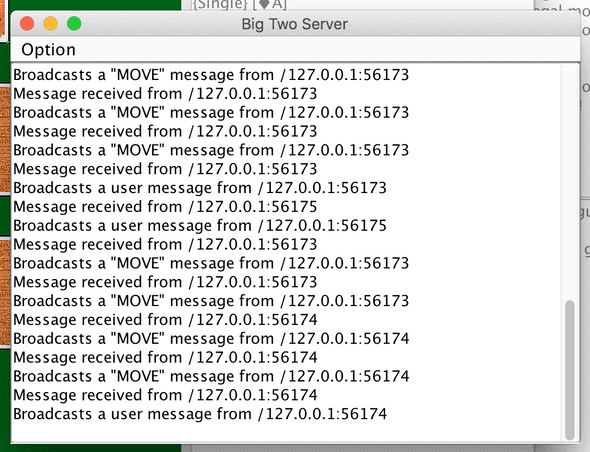 {Single} [♦A]
Big Two Server
Option
Broadcasts a "MOVE" message from /127.0.0.1:56173
Message received from /127.0.0.1:56173
Broadcasts a "MOVE" message from /127.0.0.1:56173
Message received from /127.0.0.1:56173
Broadcasts a "MOVE" message from /127.0.0.1:56173
Message received from /127.0.0.1:56173
Broadcasts a user message from /127.0.0.1:56173
Message received from /127.0.0.1:56175
Broadcasts a user message from /127.0.0.1:56175
Message received from /127.0.0.1:56173
Broadcasts a "MOVE" message from /127.0.0.1:56173
Message received from /127.0.0.1:56173
Broadcasts a "MOVE" message from /127.0.0.1:56173
Message received from /127.0.0.1:56174
Broadcasts a "MOVE" message from /127.0.0.1:56174
Message received from /127.0.0.1:56174
Broadcasts a "MOVE" message from /127.0.0.1:56174
Message received from /127.0.0.1:56174
Broadcasts a user message from /127.0.0.1:56174